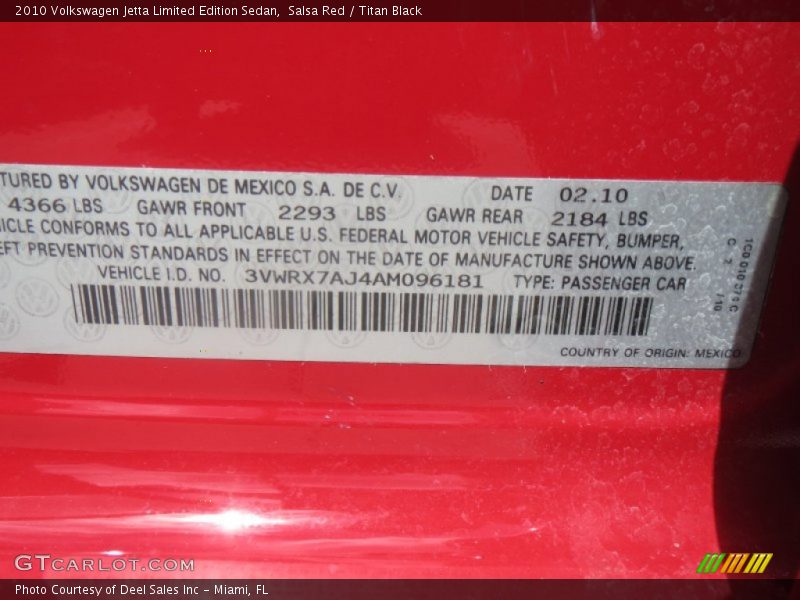 2010 Volkswagen Jetta Limited Edition Sedan,  Salsa Red / Titan Black
TURED BY VOLKSWAGEN DE MEXICO S.A. DE C.V. DATE 02.10
4366 LBS GAWR FRONT 2293 LBS GAWR REAR 2184 LBS
ICLE CONFORMS TO ALL APPLICABLE U.S. FEDERAL MOTOR VEHICLE SAFETY, BUMPER,
EFT PREVENTION STANDARDS IN EFFECT ON THE DATE OF MANUFACTURE SHOWN ABOVE.
VEHICLE I.D. NO. 3VWRX7AJ4AM096181 TYPE: PASSENGER CAR
COUNTRY OF ORIGIN: MEXICO
GTCARLOT.COM
Photo Courtesy of Deel Sales Inc - Miami, FL